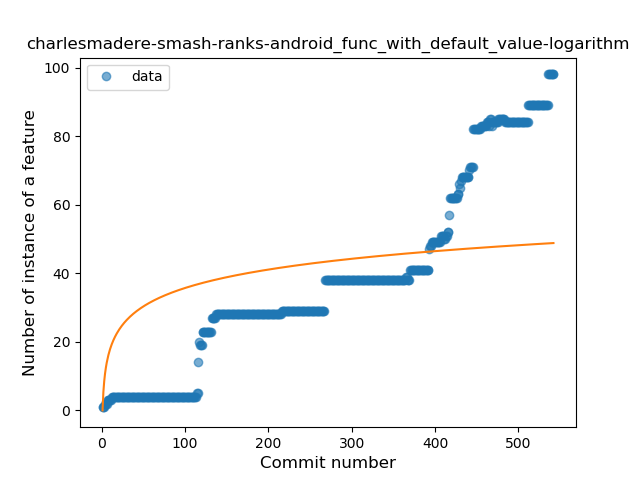 charlesmadere-smash-ranks-android_func_with_default_value-logarithm
data
Number of instance of a feature
100
80
60
40
20
0
0 100 200 300 400 500
Commit number